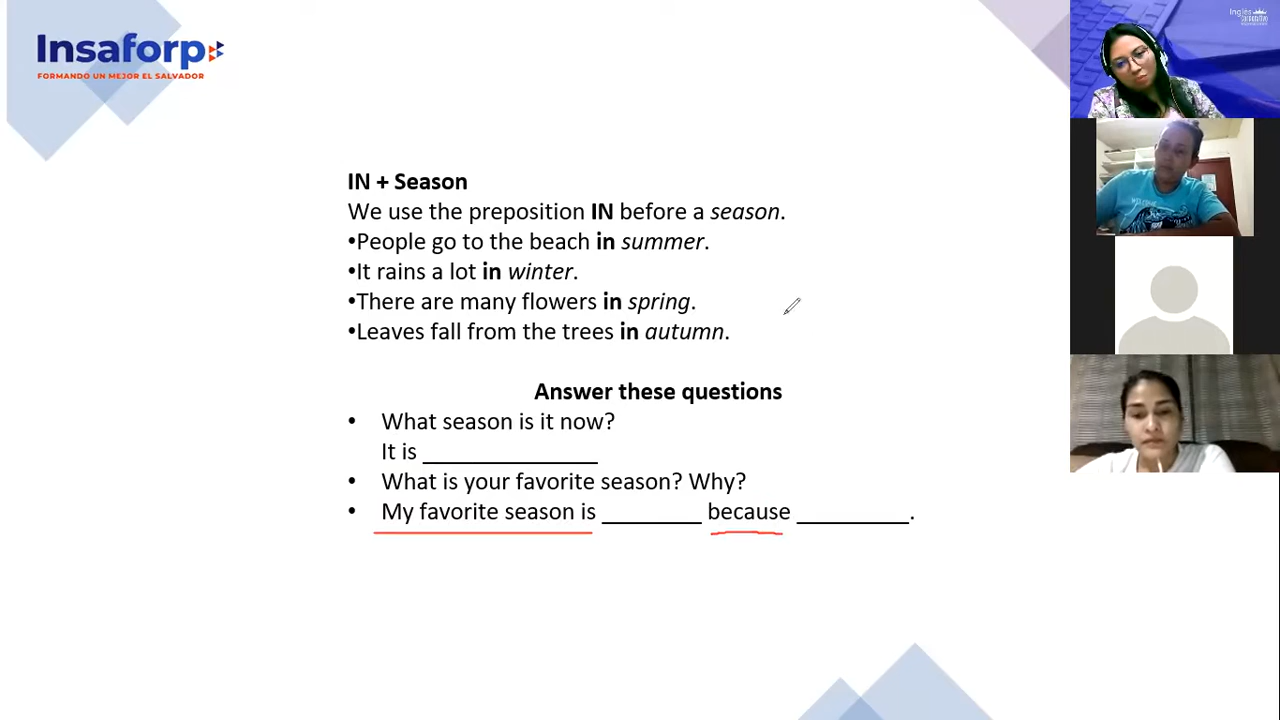 Insaforp
FORMANDO UN MEJOR EL SALVADOR
IN + Season
We use the preposition IN before a season.
•People go to the beach in summer.
•It rains a lot in winter.
•There are many flowers in spring.
•Leaves fall from the trees in autumn.
Answer these questions
• What season is it now?
It is _______________
• What is your favorite season? Why?
• My favorite season is _________ because __________.
Inglés